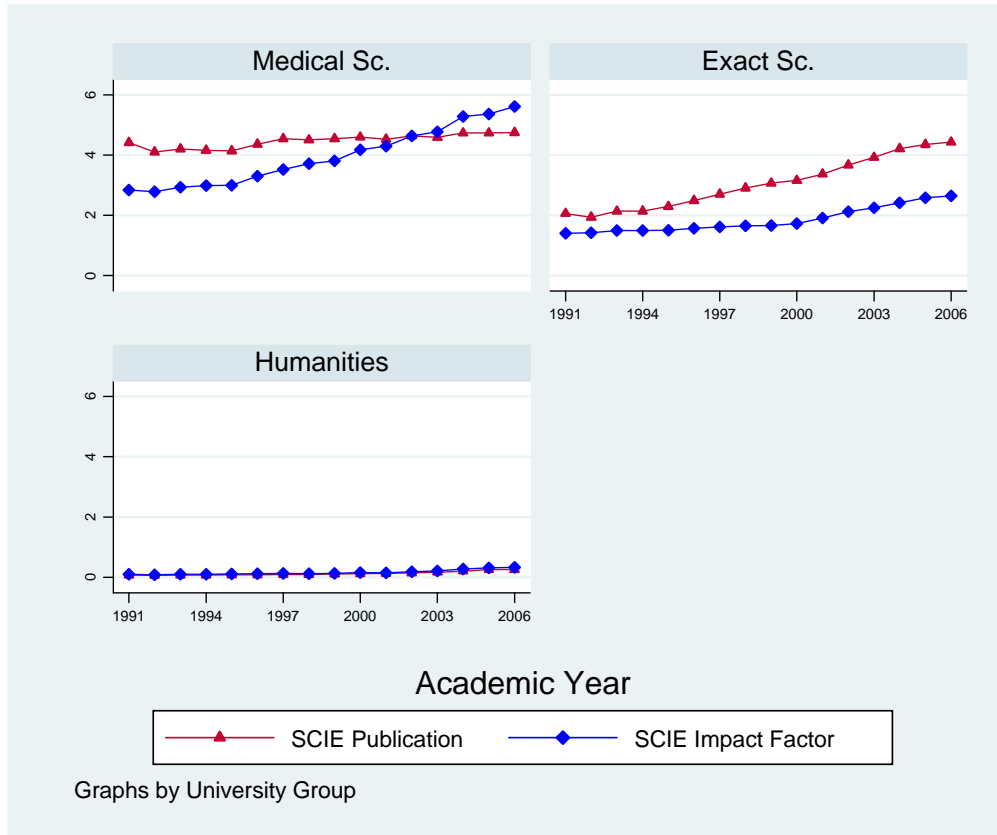 Medical Sc.
Exact Sc.
6
4
2
0
1991 1994 1997 2000 2003 2006
Humanities
6
4
2
0
1991 1994 1997 2000 2003 2006
Academic Year
SCIE Publication SCIE Impact Factor
Graphs by University Group